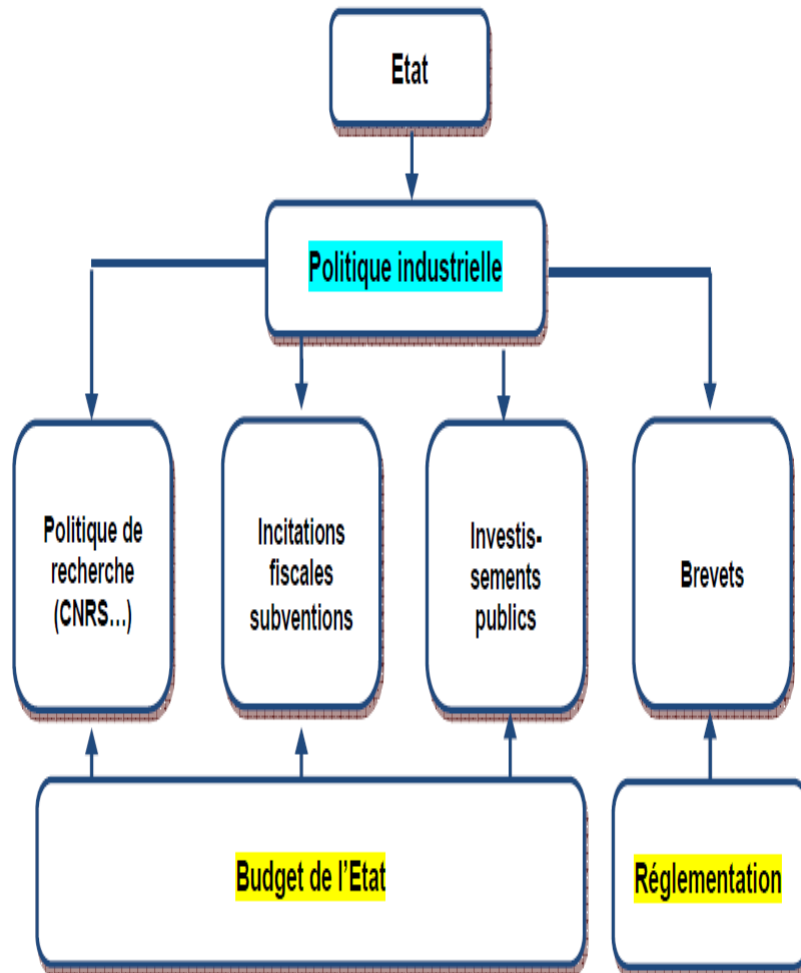 Etat
Politique industrielle
Politique de
recherche
(CNRS...)
Incitations
fiscales
subventions
Investis-
sements
publics
Brevets
Budget de l'Etat
Réglementation